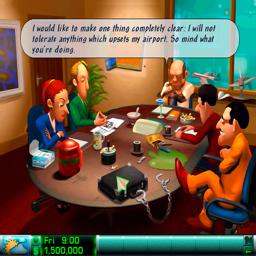 I would like to make one thing completely clear: I will not
tolerate anything which upsets my airport. So mind what
you're doing.
Fri 9:00
1,500,000